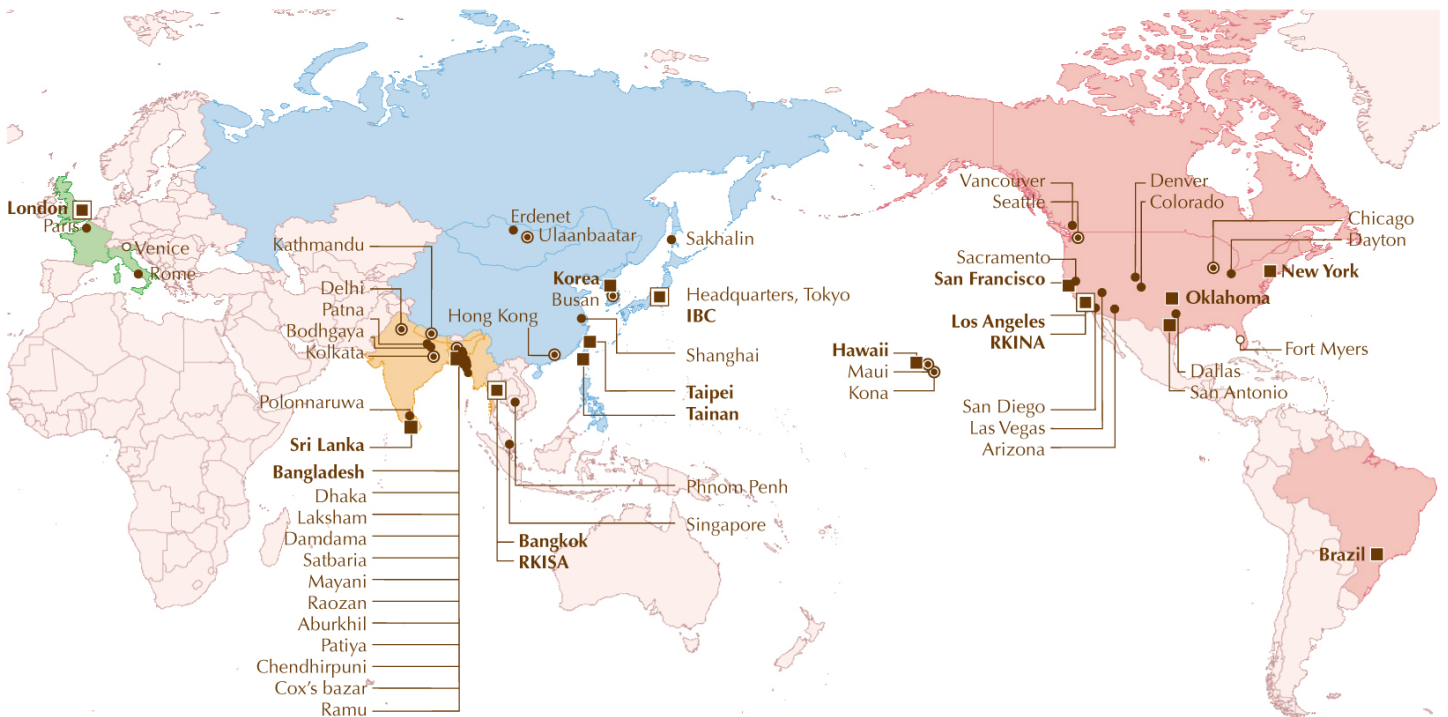 London
Paris
Venice
Rome
Kathmandu
Delhi
Patna
Bodhgaya
Kolkata
Polonnaruwa
Sri Lanka
Bangladesh
Dhaka
Laksham
Damdama
Satbaria
Mayani
Raozan
Aburkhil
Patiya
Chendhirpuni
Cox's bazar
Ramu
Erdenet
Ulaanbaatar
Sakhalin
Korea
Busan
Headquarters, Tokyo
IBC
Hong Kong
Shanghai
Taipei
Tainan
Phnom Penh
Singapore
Bangkok
RKISA
Hawaii
Maui
Kona
Vancouver
Seattle
Sacramento
San Francisco
Los Angeles
RKINA
San Diego
Las Vegas
Arizona
Denver
Colorado
Chicago
Dayton
New York
Oklahoma
Fort Myers
Dallas
San Antonio
Brazil